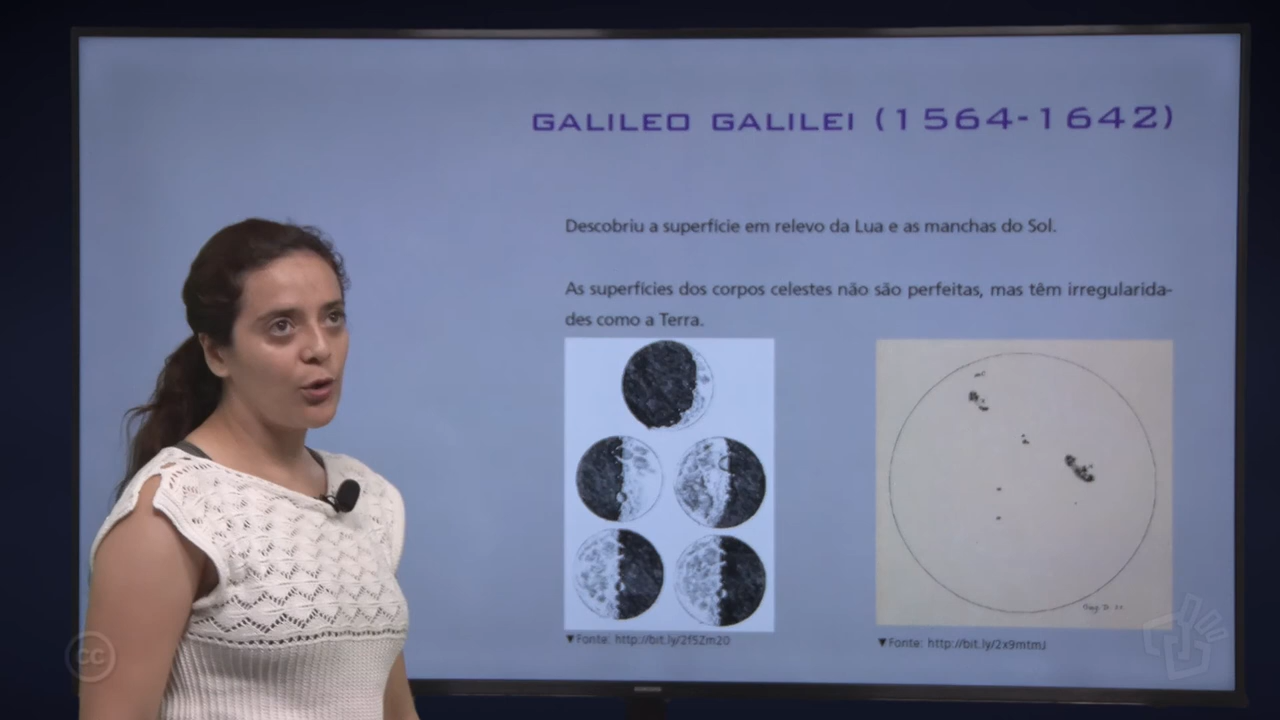 GALILEO GALILEI (1564-1642)
Descobriu a superfície em relevo da Lua e as manchas do Sol.
As superfícies dos corpos celestes não são perfeitas, mas têm irregularida-
des como a Terra.
▼Fonte: http://bit.ly/2f5Zm20
▼Fonte: http://bit.ly/2x9mtmJ
cc